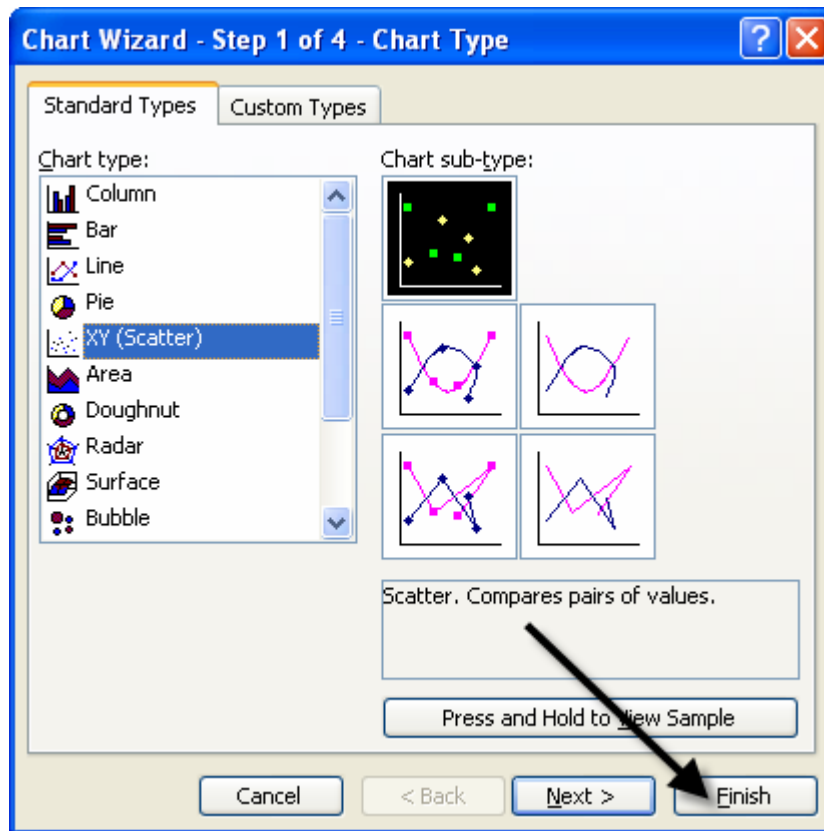 Chart Wizard - Step 1 of 4 - Chart Type
Standard Types
Custom Types
Chart type:
Chart sub-type:
Column
Bar
Line
Pie
XY (Scatter)
Area
Doughnut
Radar
Surface
Bubble
Scatter. Compares pairs of values.
Press and Hold to View Sample
Cancel
< Back
Next >
Finish